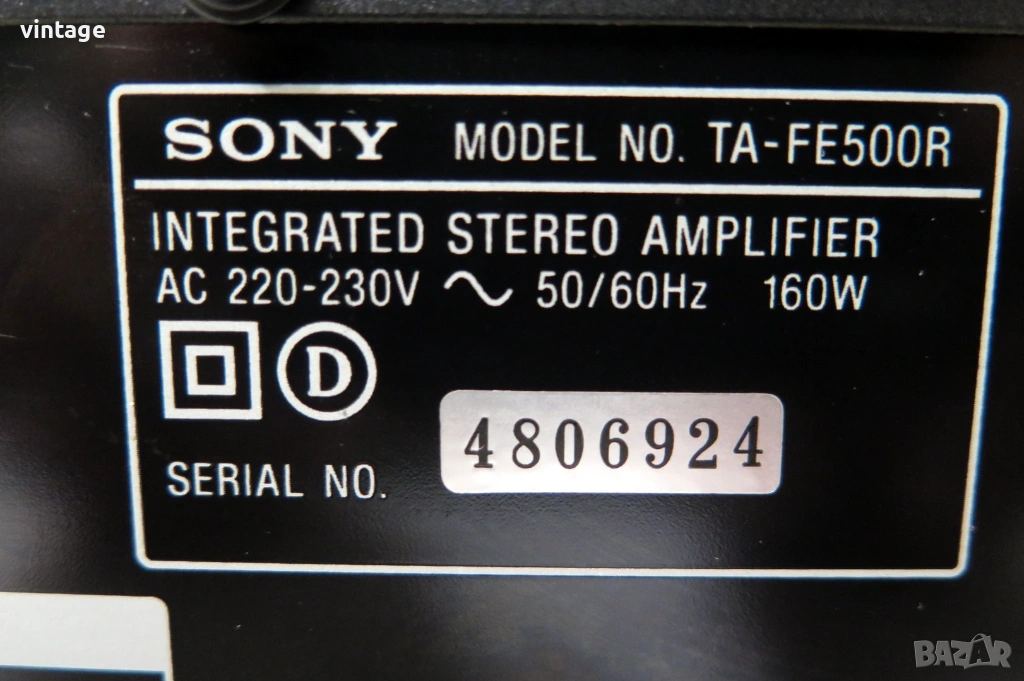 vintage
SONY MODEL NO. TA-FE500R
INTEGRATED STEREO AMPLIFIER
AC 220-230V ~ 50/60Hz 160W
D
SERIAL NO. 4806924
BAZAR